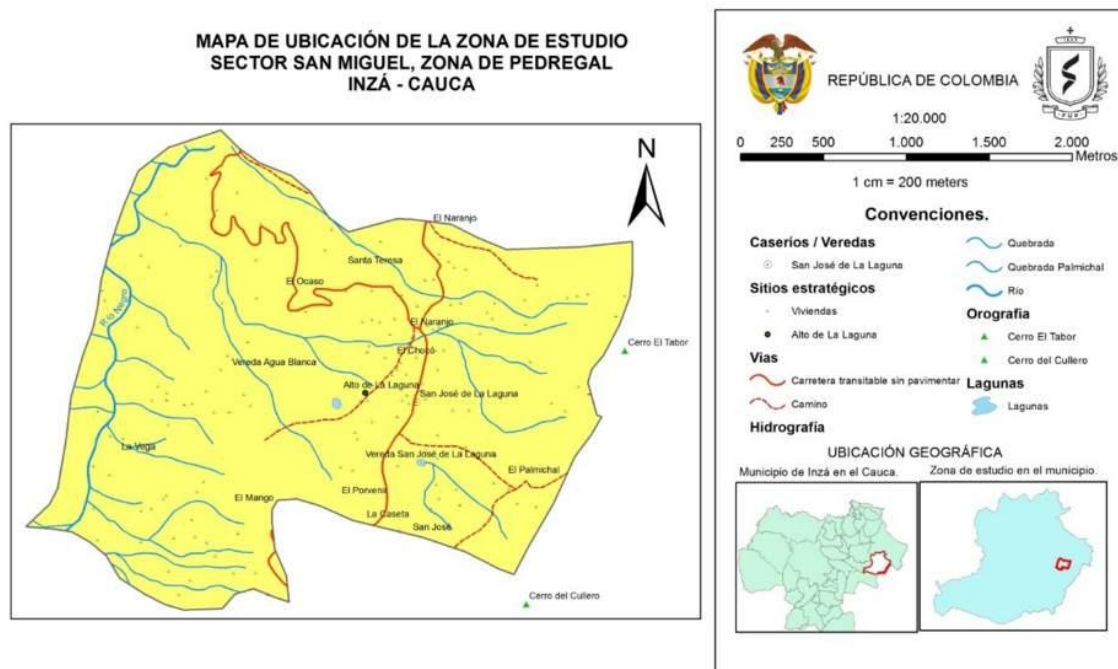 MAPA DE UBICACIÓN DE LA ZONA DE ESTUDIO
SECTOR SAN MIGUEL, ZONA DE PEDREGAL
INZÁ - CAUCA
N
El Naranjo
Santa Teresa
El Ocaso
Río Negro
El Naranjo
El Chocó
Cerro El Tabor
Vereda Agua Blanca
Alto de La Laguna
San José de La Laguna
La Vega
Vereda San José de La Laguna
El Palmichal
El Mango
El Porvenir
La Caseta
San José
Cerro del Cullero
REPÚBLICA DE COLOMBIA
1:20.000
0 250 500 1.000 1.500 2.000
Metros
1 cm = 200 meters
Convenciones.
Caseríos / Veredas
San José de La Laguna
Sitios estratégicos
Viviendas
Alto de La Laguna
Vias
Carretera transitable sin pavimentar
Camino
Hidrografía
Quebrada
Quebrada Palmichal
Río
Orografía
Cerro El Tabor
Cerro del Cullero
Lagunas
Lagunas
UBICACIÓN GEOGRÁFICA
Municipio de Inzá en el Cauca.
Zona de estudio en el municipio.